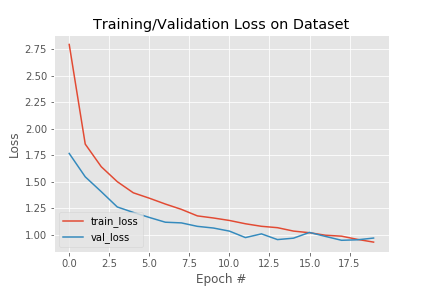 Training/Validation Loss on Dataset
2.75
2.50
2.25
2.00
1.75
1.50
1.25
1.00
Loss
train_loss
val_loss
0.0 2.5 5.0 7.5 10.0 12.5 15.0 17.5
Epoch #